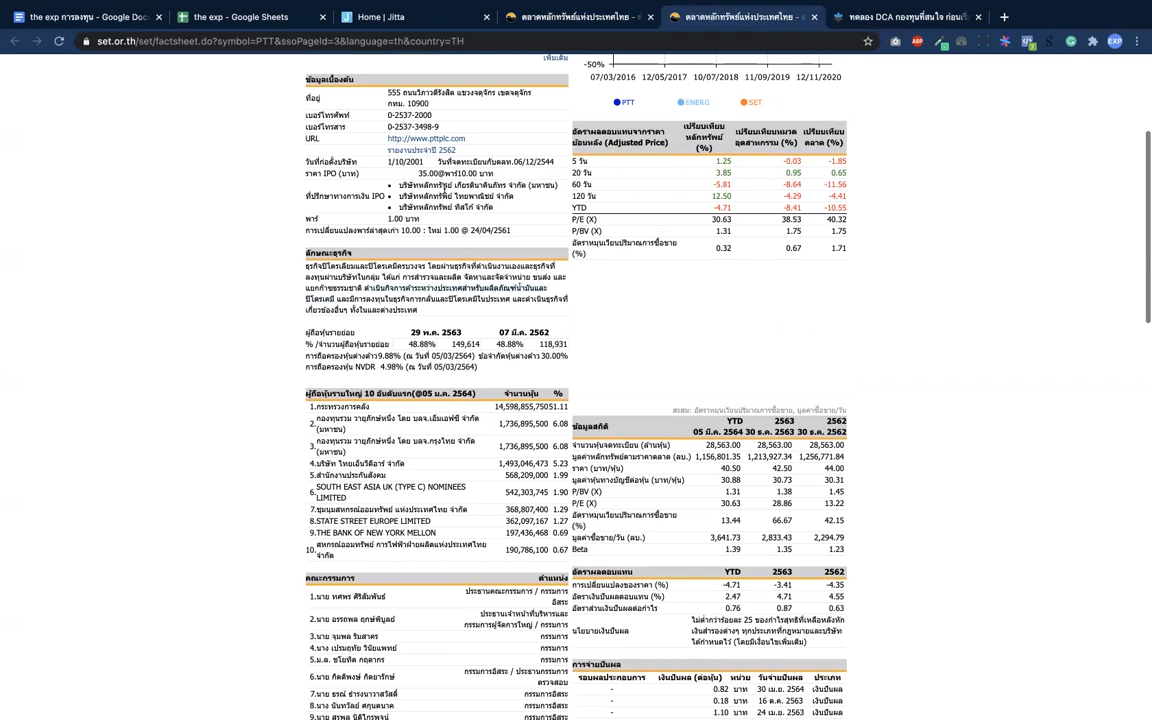 the exp การลงทุน - Google Doc
the exp - Google Sheets
Home | Jitta
ตลาดหลักทรัพย์แห่งประเทศไทย -
ตลาดหลักทรัพย์แห่งประเทศไทย -
ทดลอง DCA กองทุนที่สนใจ ก่อนเ
set.or.th/set/factsheet.do?symbol=PTT&ssoPageId=3&language=th&country=TH
เพิ่มเติม
ข้อมูลเบื้องต้น
ที่อยู่ 555 ถนนวิภาวดีรังสิต แขวงจตุจักร เขตจตุจักร
กทม. 10900
เบอร์โทรศัพท์ 0-2537-2000
เบอร์โทรสาร 0-2537-3498-9
URL http://www.pttplc.com
รายงานประจำปี 2562
วันที่ก่อตั้งบริษัท 1/10/2001 วันที่จดทะเบียนกับตลท.06/12/2544
ราคา IPO (บาท) 35.00@พาร์10.00 บาท
ที่ปรึกษาทางการเงิน IPO
• บริษัทหลักทรัพย์ เกียรตินาคินภัทร จำกัด (มหาชน)
• บริษัทหลักทรัพย์ ไทยพาณิชย์ จำกัด
• บริษัทหลักทรัพย์ ทิสโก้ จำกัด
พาร์ 1.00 บาท
การเปลี่ยนแปลงพาร์ล่าสุดเก่า 10.00 : ใหม่ 1.00 @ 24/04/2561
ลักษณะธุรกิจ
ธุรกิจปิโตรเลียมและปิโตรเคมีครบวงจร โดยผ่านธุรกิจที่ดำเนินงานเองและธุรกิจที่
ลงทุนผ่านบริษัทในกลุ่ม ได้แก่ การสำรวจและผลิต จัดหาและจัดจำหน่าย ขนส่ง และ
แยกก๊าซธรรมชาติ ดำเนินกิจการค้าระหว่างประเทศสำหรับผลิตภัณฑ์น้ำมันและ
ปิโตรเคมี และมีการลงทุนในธุรกิจการกลั่นและปิโตรเคมีในประเทศ และดำเนินธุรกิจที่
เกี่ยวข้องอื่นๆ ทั้งในและต่างประเทศ
ผู้ถือหุ้นรายย่อย 29 พ.ค. 2563 07 มี.ค. 2562
% /จำนวนผู้ถือหุ้นรายย่อย 48.88% 149,614 48.88% 118,931
การถือครองหุ้นต่างด้าว9.88% (ณ วันที่ 05/03/2564) ข้อจำกัดหุ้นต่างด้าว30.00%
การถือครองหุ้น NVDR 4.98% (ณ วันที่ 05/03/2564)
ผู้ถือหุ้นรายใหญ่ 10 อันดับแรก(@05 ม.ค. 2564) จำนวนหุ้น %
1.กระทรวงการคลัง 14,598,855,75051.11
2.กองทุนรวม วายุภักษ์หนึ่ง โดย บลจ.เอ็มเอฟซี จำกัด (มหาชน) 1,736,895,500 6.08
3.กองทุนรวม วายุภักษ์หนึ่ง โดย บลจ.กรุงไทย จำกัด (มหาชน) 1,736,895,500 6.08
4.บริษัท ไทยเอ็นวีดีอาร์ จำกัด 1,493,046,473 5.23
5.สำนักงานประกันสังคม 568,209,000 1.99
6.SOUTH EAST ASIA UK (TYPE C) NOMINEES LIMITED 542,303,745 1.90
7.ชุมนุมสหกรณ์ออมทรัพย์ แห่งประเทศไทย จำกัด 368,807,400 1.29
8.STATE STREET EUROPE LIMITED 362,097,167 1.27
9.THE BANK OF NEW YORK MELLON 197,436,468 0.69
10.สหกรณ์ออมทรัพย์ การไฟฟ้าฝ่ายผลิตแห่งประเทศไทย จำกัด 190,786,100 0.67
คณะกรรมการ ตำแหน่ง
1.นาย ทศพร ศิริสัมพันธ์ ประธานคณะกรรมการ / กรรมการอิสระ
2.นาย อรรถพล ฤกษ์พิบูลย์ ประธานเจ้าหน้าที่บริหารและกรรมการผู้จัดการใหญ่ / กรรมการ
3.นาย จุมพล ริมสาคร กรรมการ
4.นาง เปรมฤทัย วินัยแพทย์ กรรมการ
5.ม.ล. ชโยทิต กฤดากร กรรมการ
6.นาย กิตติพงษ์ กิตยารักษ์ กรรมการอิสระ / ประธานกรรมการตรวจสอบ
7.นาย ธรณ์ ธำรงนาวาสวัสดิ์ กรรมการอิสระ
8.นาง นันทวัลย์ ศกุนตนาค กรรมการอิสระ
9.นาย สุรพล นิติไกรพจน์ กรรมการอิสระ
-50%
07/03/2016 12/05/2017 10/07/2018 11/09/2019 12/11/2020
PTT ENERG SET
อัตราผลตอบแทนจากราคาย้อนหลัง (Adjusted Price) เปรียบเทียบหลักทรัพย์ (%) เปรียบเทียบหมวดอุตสาหกรรม (%) เปรียบเทียบตลาด (%)
5 วัน 1.25 -0.03 -1.85
20 วัน 3.85 0.95 0.65
60 วัน -5.81 -8.64 -11.56
120 วัน 12.50 -4.29 -4.41
YTD -4.71 -8.41 -10.55
P/E (X) 30.63 38.53 40.32
P/BV (X) 1.31 1.75 1.75
อัตราหมุนเวียนปริมาณการซื้อขาย (%) 0.32 0.67 1.71
สะสม: อัตราหมุนเวียนปริมาณการซื้อขาย, มูลค่าซื้อขาย/วัน
ข้อมูลสถิติ YTD 2563 2562
05 มี.ค. 2564 30 ธ.ค. 2563 30 ธ.ค. 2562
จำนวนหุ้นจดทะเบียน (ล้านหุ้น) 28,563.00 28,563.00 28,563.00
มูลค่าหลักทรัพย์ตามราคาตลาด (ลบ.) 1,156,801.35 1,213,927.34 1,256,771.84
ราคา (บาท/หุ้น) 40.50 42.50 44.00
มูลค่าหุ้นทางบัญชีต่อหุ้น (บาท/หุ้น) 30.88 30.73 30.31
P/BV (X) 1.31 1.38 1.45
P/E (X) 30.63 28.86 13.22
อัตราหมุนเวียนปริมาณการซื้อขาย (%) 13.44 66.67 42.15
มูลค่าซื้อขาย/วัน (ลบ.) 3,641.73 2,833.43 2,294.79
Beta 1.39 1.35 1.23
อัตราผลตอบแทน YTD 2563 2562
การเปลี่ยนแปลงของราคา (%) -4.71 -3.41 -4.35
อัตราเงินปันผลตอบแทน (%) 2.47 4.71 4.55
อัตราส่วนเงินปันผลต่อกำไร 0.76 0.87 0.63
นโยบายเงินปันผล ไม่ต่ำกว่าร้อยละ 25 ของกำไรสุทธิที่เหลือหลังหักเงินสำรองต่างๆ ทุกประเภทที่กฎหมายและบริษัทได้กำหนดไว้ (โดยมีเงื่อนไขเพิ่มเติม)
การจ่ายปันผล
รอบผลประกอบการ เงินปันผล (ต่อหุ้น) หน่วย วันจ่ายปันผล ประเภท
- 0.82 บาท 30 เม.ย. 2564 เงินปันผล
- 0.18 บาท 16 ต.ค. 2563 เงินปันผล
- 1.10 บาท 24 เม.ย. 2563 เงินปันผล